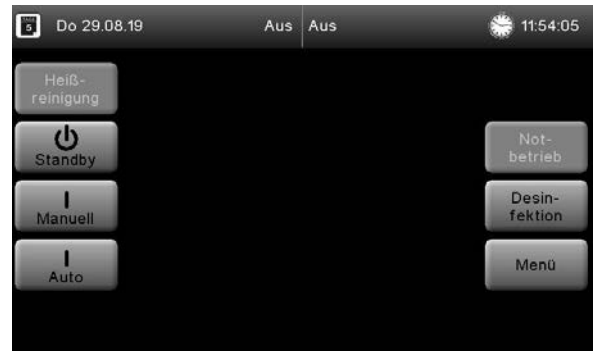 5 Do 29.08.19 Aus Aus 11:54:05
Heiß-
reinigung
Standby
Not-
betrieb
Manuell
Desin-
fektion
Auto
Menü